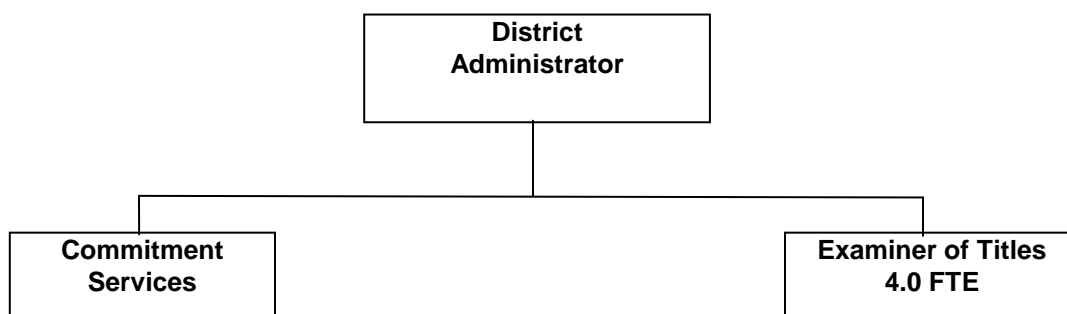 District
Administrator
Commitment
Services
Examiner of Titles
4.0 FTE